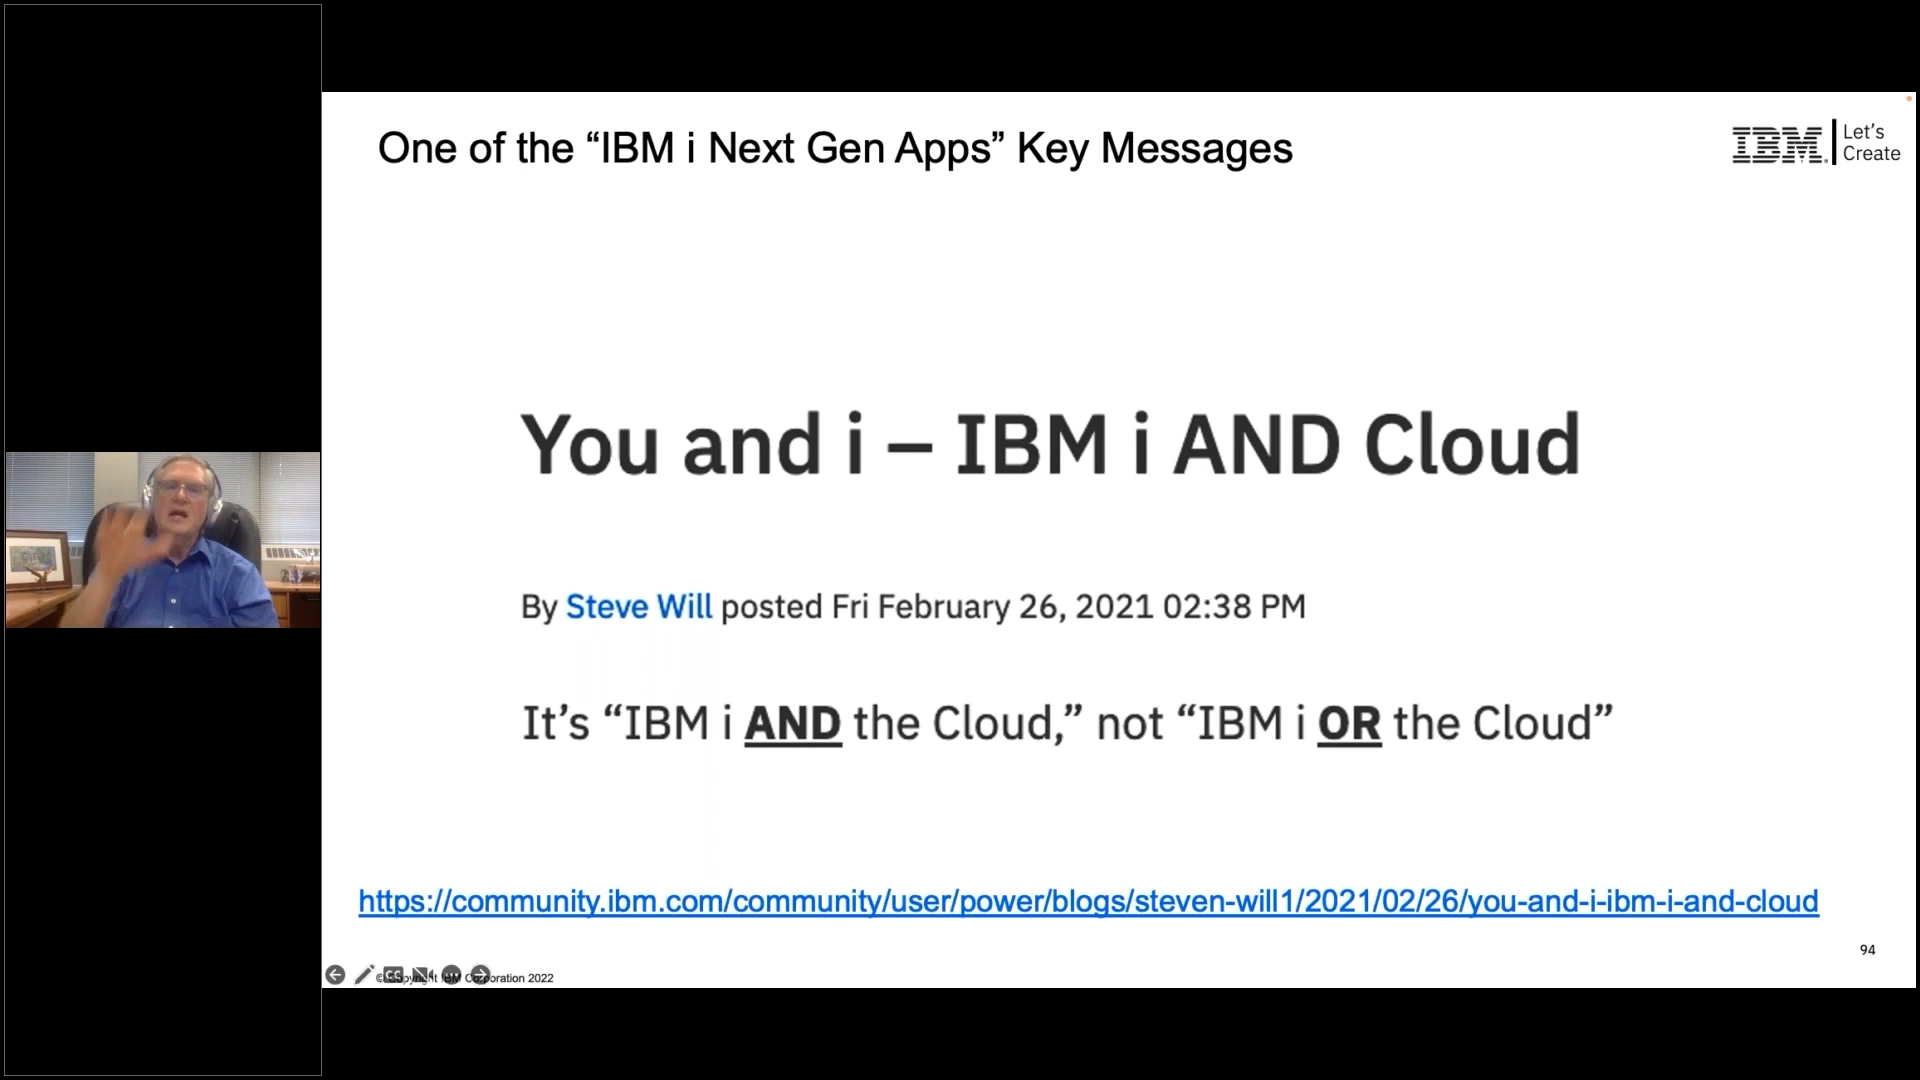 One of the “IBM i Next Gen Apps” Key Messages
IBM
Let’s
Create
You and i – IBM i AND Cloud
By Steve Will posted Fri February 26, 2021 02:38 PM
It’s “IBM i AND the Cloud,” not “IBM i OR the Cloud”
https://community.ibm.com/community/user/power/blogs/steven-will1/2021/02/26/you-and-i-ibm-i-and-cloud
94
CC
© Copyright IBM Corporation 2022